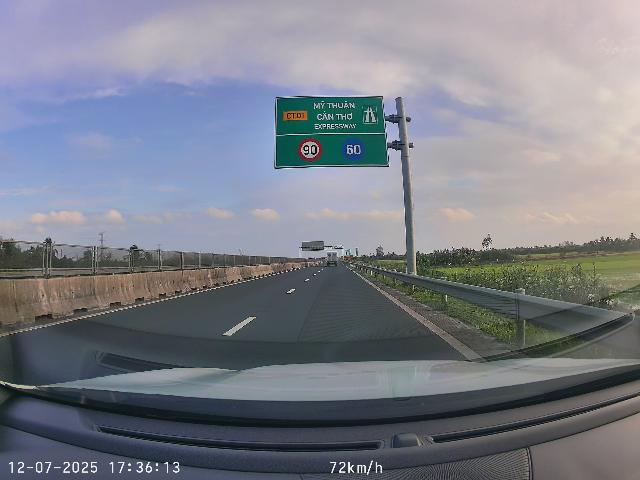 MỸ THUẬN
CT.01
CẦN THƠ
EXPRESSWAY
90
60
12-07-2025 17:36:13
72km/h